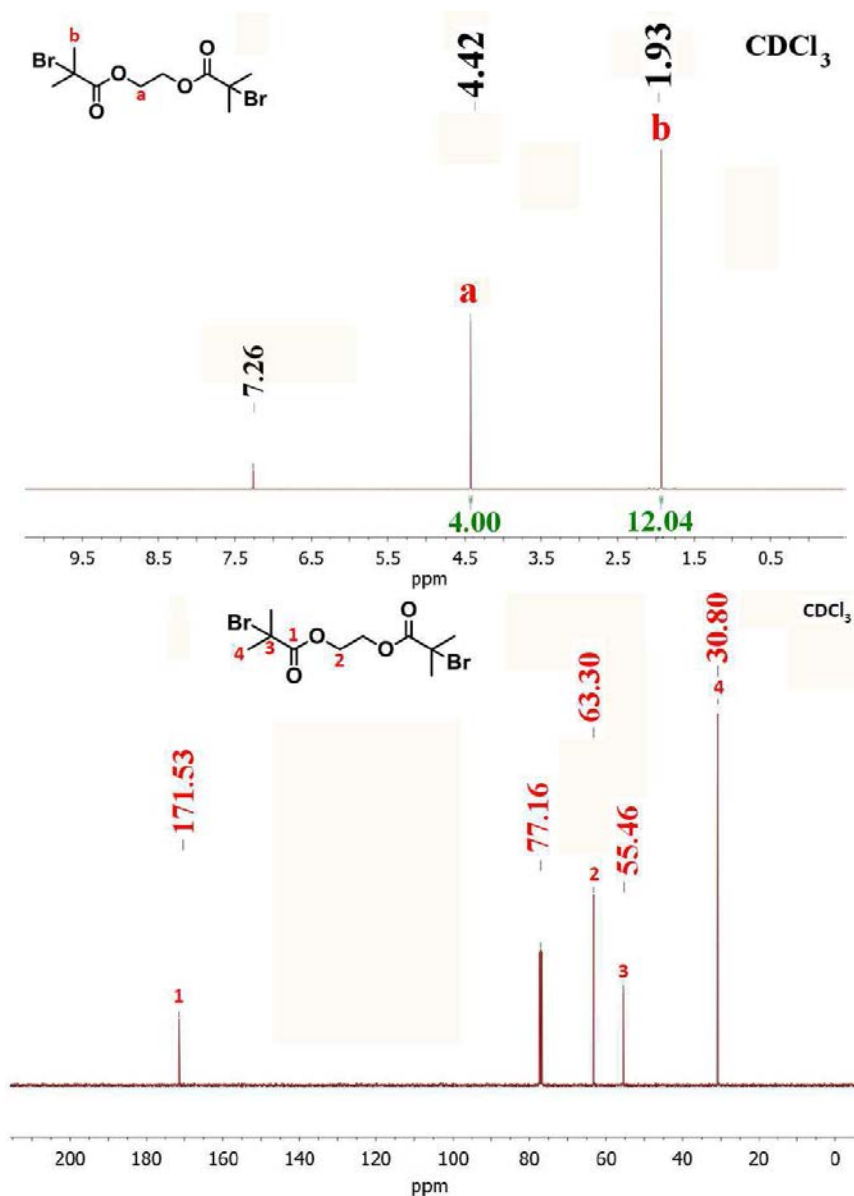 b
Br
O
O
O
O
Br
a
4.42
1.93
CDCl3
b
a
7.26
4.00
12.04
9.5 8.5 7.5 6.5 5.5 4.5 3.5 2.5 1.5 0.5
ppm
Br
4
3
1
O
O
2
O
O
Br
CDCl3
171.53
77.16
63.30
55.46
30.80
4
2
3
1
200 180 160 140 120 100 80 60 40 20 0
ppm